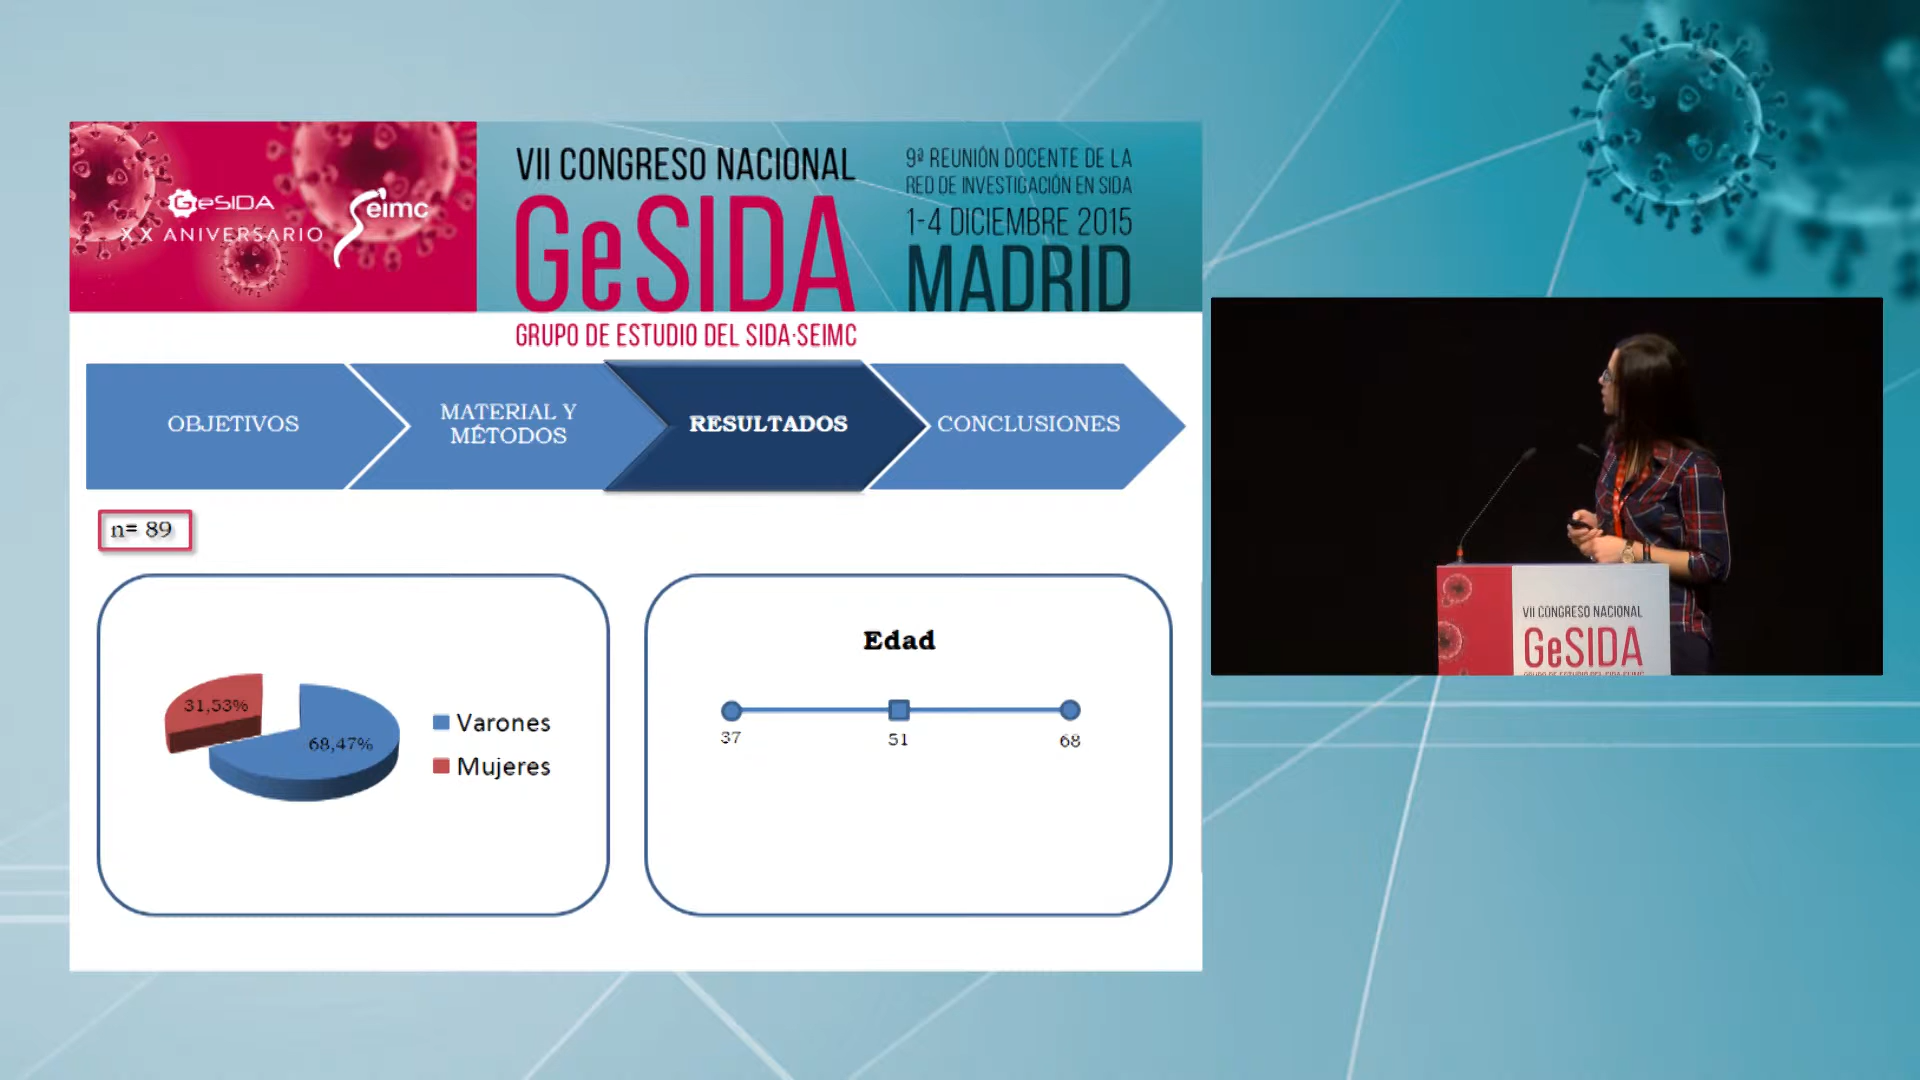 GeSIDA
XX ANIVERSARIO
Seimc
VII CONGRESO NACIONAL
GeSIDA
GRUPO DE ESTUDIO DEL SIDA·SEIMC
9ª REUNIÓN DOCENTE DE LA
RED DE INVESTIGACIÓN EN SIDA
1-4 DICIEMBRE 2015
MADRID
OBJETIVOS
MATERIAL Y
MÉTODOS
RESULTADOS
CONCLUSIONES
n= 89
31,53%
68,47%
Varones
Mujeres
Edad
37
51
68
VII CONGRESO NACIONAL
GeSIDA